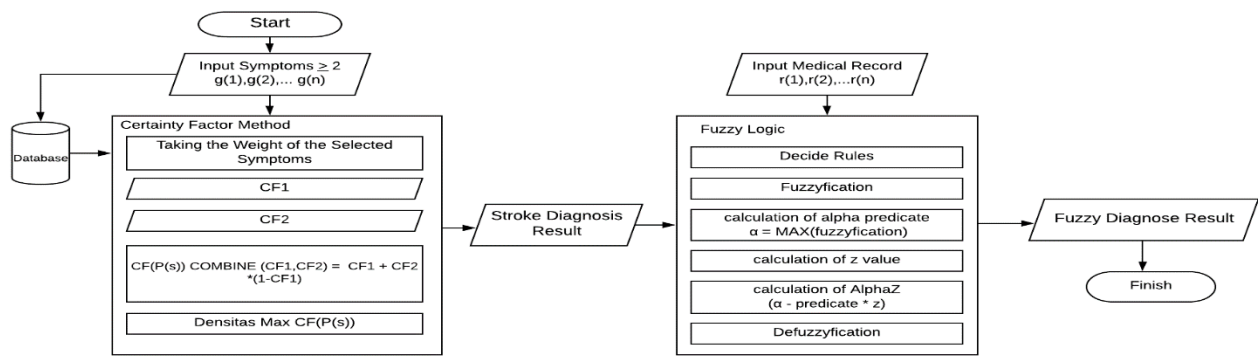 Start
Input Symptoms ≥ 2
g(1),g(2),... g(n)
Database
Certainty Factor Method
Taking the Weight of the Selected
Symptoms
CF1
CF2
CF(P(s)) COMBINE (CF1,CF2) = CF1 + CF2
*(1-CF1)
Densitas Max CF(P(s))
Stroke Diagnosis
Result
Input Medical Record
r(1),r(2),...r(n)
Fuzzy Logic
Decide Rules
Fuzzyfication
calculation of alpha predicate
α = MAX(fuzzyfication)
calculation of z value
calculation of AlphaZ
(α - predicate * z)
Defuzzyfication
Fuzzy Diagnose Result
Finish